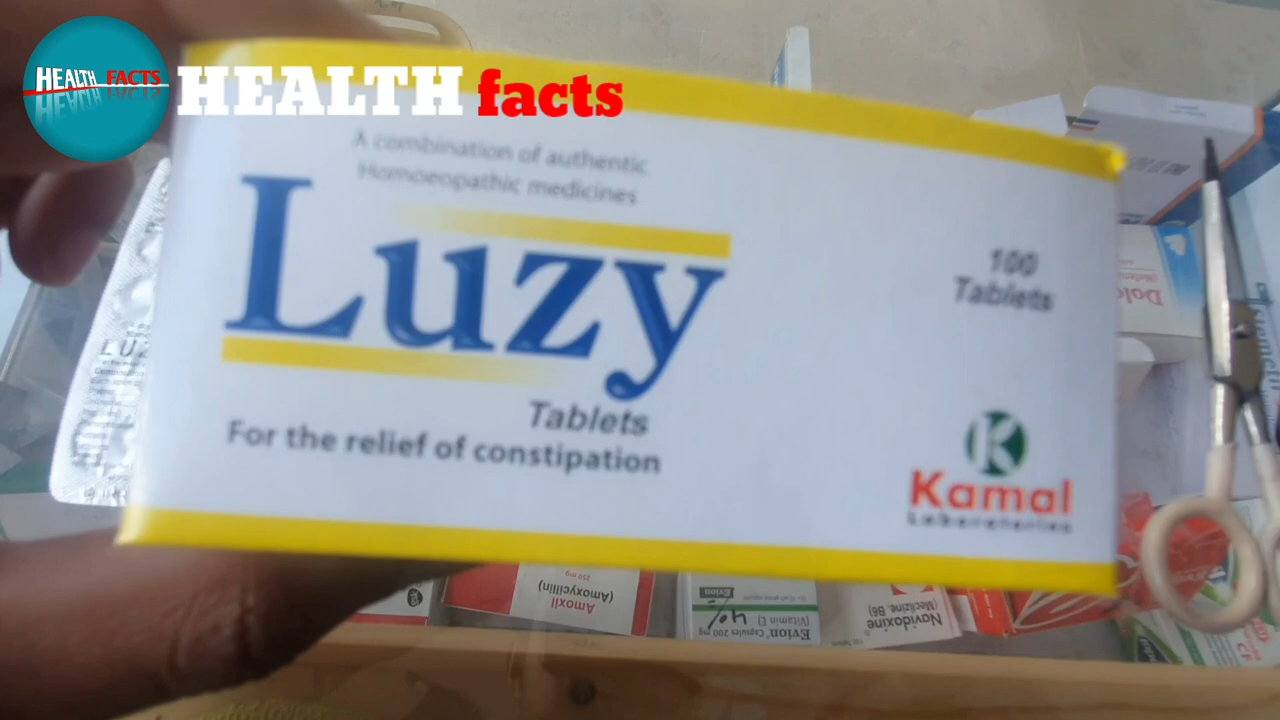 HEALTH FACTS
HEALTH facts
A combination of authentic
Homoeopathic medicines
Luzy
Tablets
For the relief of constipation
100
Tablets
K
Kamal
Laboratories
LUZ
Amoxil
(Amoxycillin)
250 mg
Evion
Evion Capsules 200 mg
(Vitamin E)
Navidoxine
(Meclizine, B6)